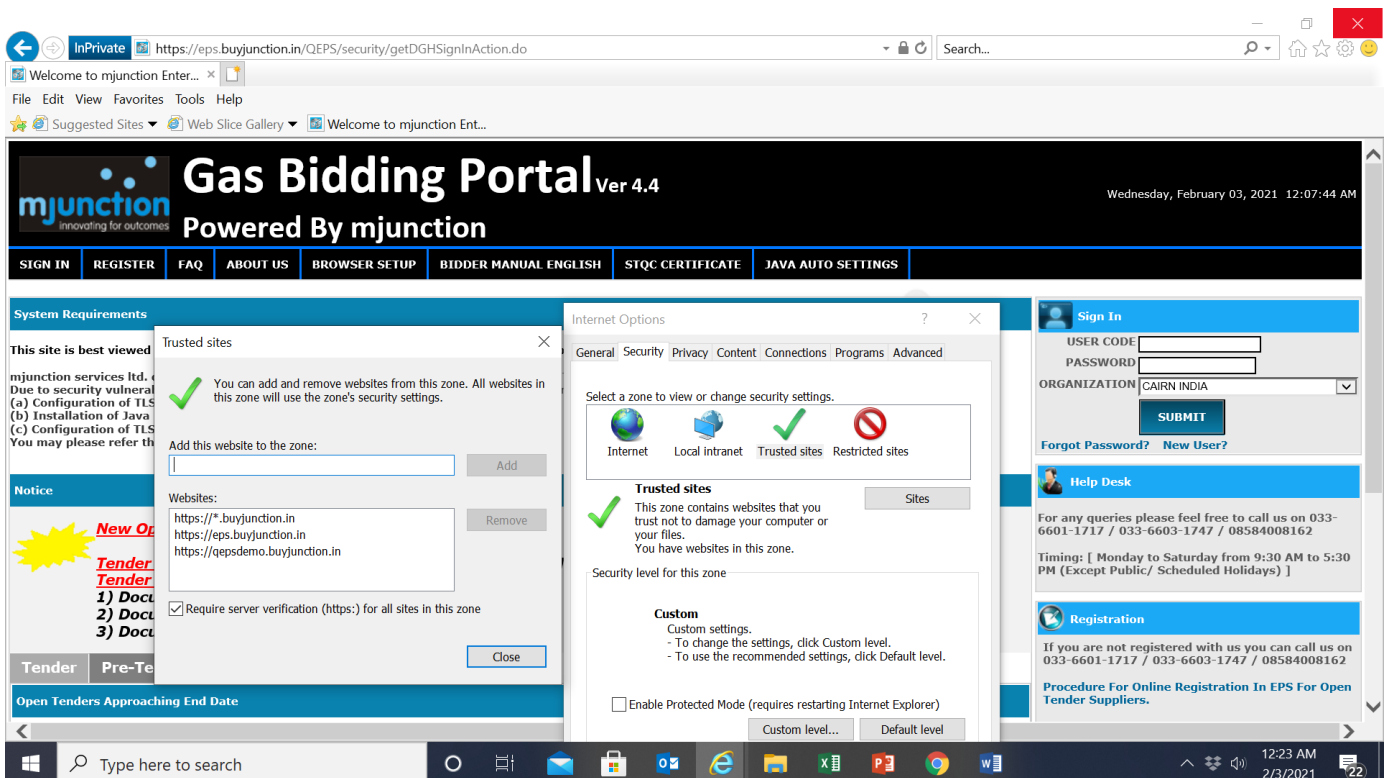 InPrivate https://eps.buyjunction.in/QEPS/security/getDGHSignInAction.do Search...
Welcome to mjunction Enter... ×
File Edit View Favorites Tools Help
Suggested Sites ▼ Web Slice Gallery ▼ Welcome to mjunction Ent...
mjunction
innovating for outcomes
Gas Bidding Portal Ver 4.4
Powered By mjunction
Wednesday, February 03, 2021 12:07:44 AM
SIGN IN REGISTER FAQ ABOUT US BROWSER SETUP BIDDER MANUAL ENGLISH STQC CERTIFICATE JAVA AUTO SETTINGS
System Requirements
This site is best viewed
mjunction services ltd.
Due to security vulneral
(a) Configuration of TLS
(b) Installation of Java
(c) Configuration of TLS
You may please refer th
Notice
New Op
Tender
Tender
1) Docu
2) Docu
3) Docu
Tender Pre-Te
Open Tenders Approaching End Date
Trusted sites
You can add and remove websites from this zone. All websites in
this zone will use the zone's security settings.
Add this website to the zone:
Add
Websites:
https://*.buyjunction.in
https://eps.buyjunction.in
https://qepsdemo.buyjunction.in
Remove
Require server verification (https:) for all sites in this zone
Close
Internet Options ?
General Security Privacy Content Connections Programs Advanced
Select a zone to view or change security settings.
Internet Local intranet Trusted sites Restricted sites
Trusted sites
Sites
This zone contains websites that you
trust not to damage your computer or
your files.
You have websites in this zone.
Security level for this zone
Custom
Custom settings.
- To change the settings, click Custom level.
- To use the recommended settings, click Default level.
Enable Protected Mode (requires restarting Internet Explorer)
Custom level... Default level
Sign In
USER CODE
PASSWORD
ORGANIZATION CAIRN INDIA
SUBMIT
Forgot Password? New User?
Help Desk
For any queries please feel free to call us on 033-
6601-1717 / 033-6603-1747 / 08584008162
Timing: [ Monday to Saturday from 9:30 AM to 5:30
PM (Except Public/ Scheduled Holidays) ]
Registration
If you are not registered with us you can call us on
033-6601-1717 / 033-6603-1747 / 08584008162
Procedure For Online Registration In EPS For Open
Tender Suppliers.
Type here to search
12:23 AM
2/3/2021
22